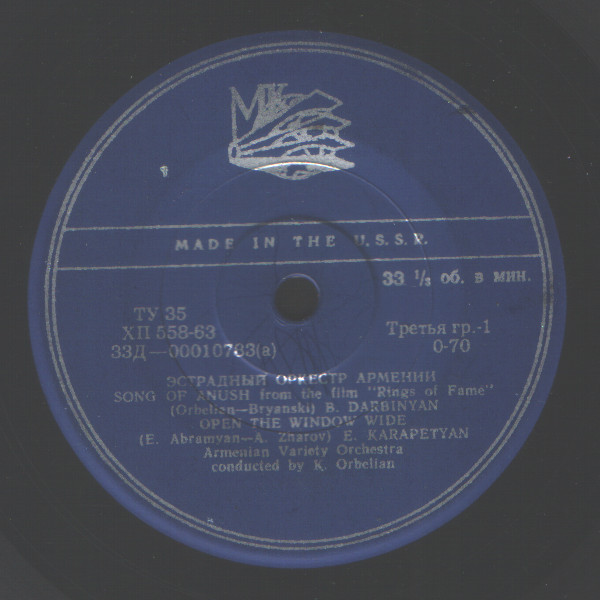 МК
MADE IN THE U.S.S.R.
33 ⅓ об. в мин.
ТУ 35
ХП 558-63
33Д—00010783(а)
Третья гр.-1
0-70
ЭСТРАДНЫЙ ОРКЕСТР АРМЕНИИ
SONG OF ANUSH from the film "Rings of Fame"
(Orbelian—Bryanski) B. DARBINYAN
OPEN THE WINDOW WIDE
(E. Abramyan—A. Zharov) E. KARAPETYAN
Armenian Variety Orchestra
conducted by K. Orbelian